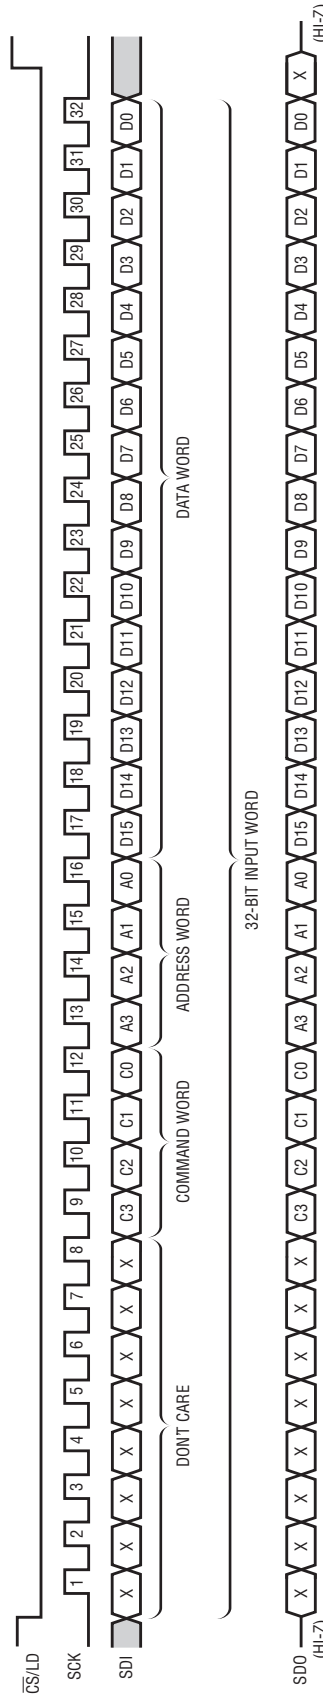 C̅S̅/LD
SCK 1 2 3 4 5 6 7 8 9 10 11 12 13 14 15 16 17 18 19 20 21 22 23 24 25 26 27 28 29 30 31 32
SDI X X X X X X X X C3 C2 C1 C0 A3 A2 A1 A0 D15 D14 D13 D12 D11 D10 D9 D8 D7 D6 D5 D4 D3 D2 D1 D0
DONT CARE COMMAND WORD ADDRESS WORD DATA WORD
32-BIT INPUT WORD
SDO X X X X X X X X C3 C2 C1 C0 A3 A2 A1 A0 D15 D14 D13 D12 D11 D10 D9 D8 D7 D6 D5 D4 D3 D2 D1 D0 X
(HI-Z) (HI-Z)